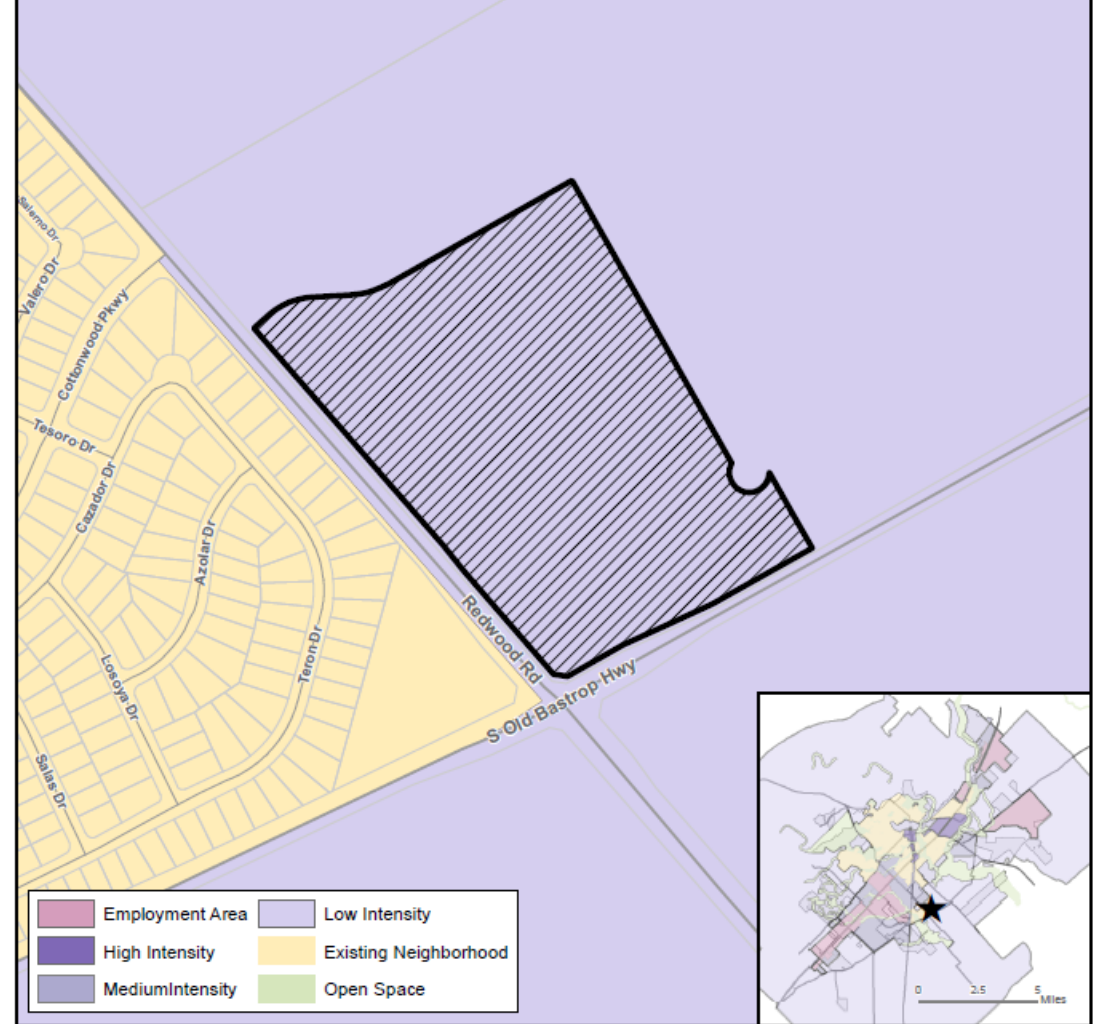 Salerno Dr
Valero Dr
Cottonwood Pkwy
Tesoro Dr
Cazador Dr
Azolar Dr
Redwood Rd
Teron Dr
Losoya Dr
S Old Bastrop Hwy
Salas Dr
Employment Area
Low Intensity
High Intensity
Existing Neighborhood
MediumIntensity
Open Space
0 2.5 5
Miles